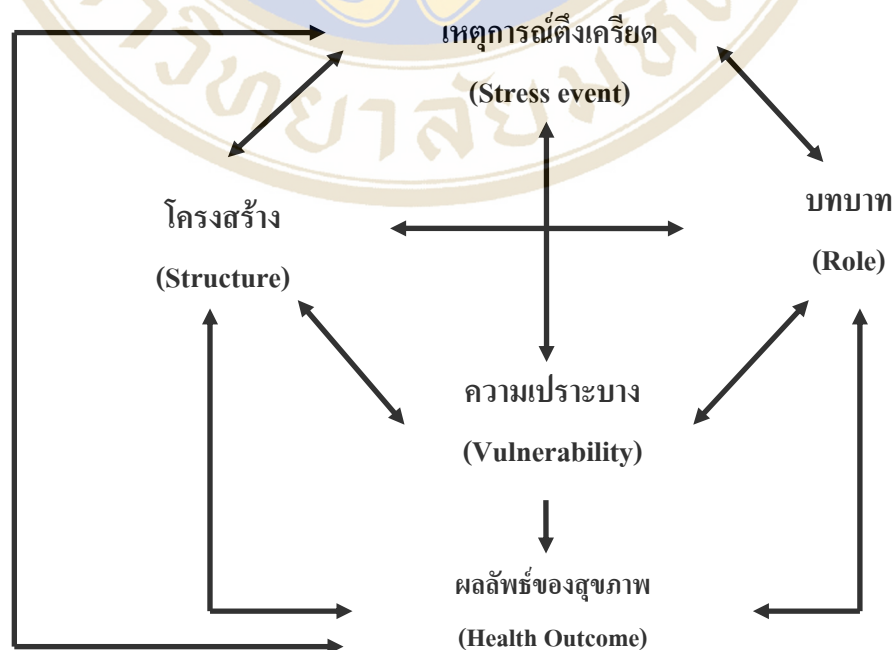 เหตุการณ์ตึงเครียด
(Stress event)
โครงสร้าง
(Structure)
บทบาท
(Role)
ความเปราะบาง
(Vulnerability)
ผลลัพธ์ของสุขภาพ
(Health Outcome)